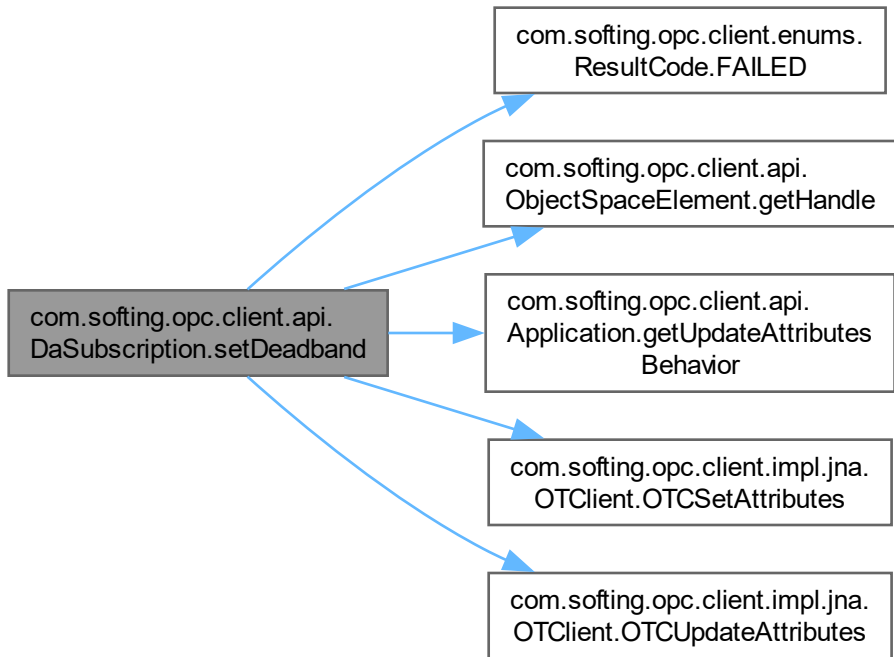 com.softing.opc.client.enums.
ResultCode.FAILED
com.softing.opc.client.api.
ObjectSpaceElement.getHandle
com.softing.opc.client.api.
DaSubscription.setDeadband
com.softing.opc.client.api.
Application.getUpdateAttributes
Behavior
com.softing.opc.client.impl.jna.
OTClient.OTCSetAttributes
com.softing.opc.client.impl.jna.
OTClient.OTCUpdateAttributes